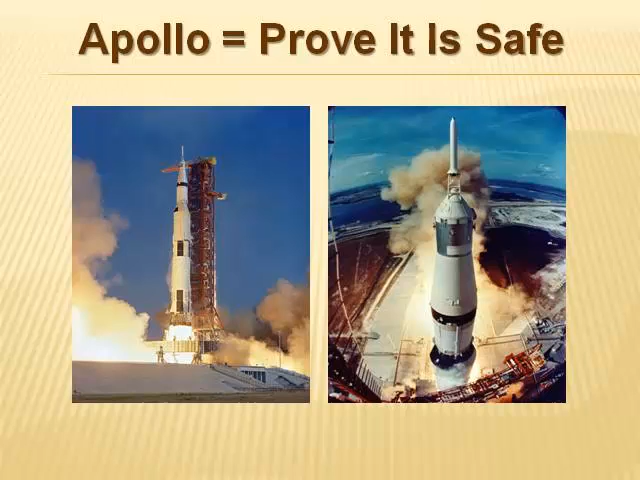 Apollo = Prove It Is Safe